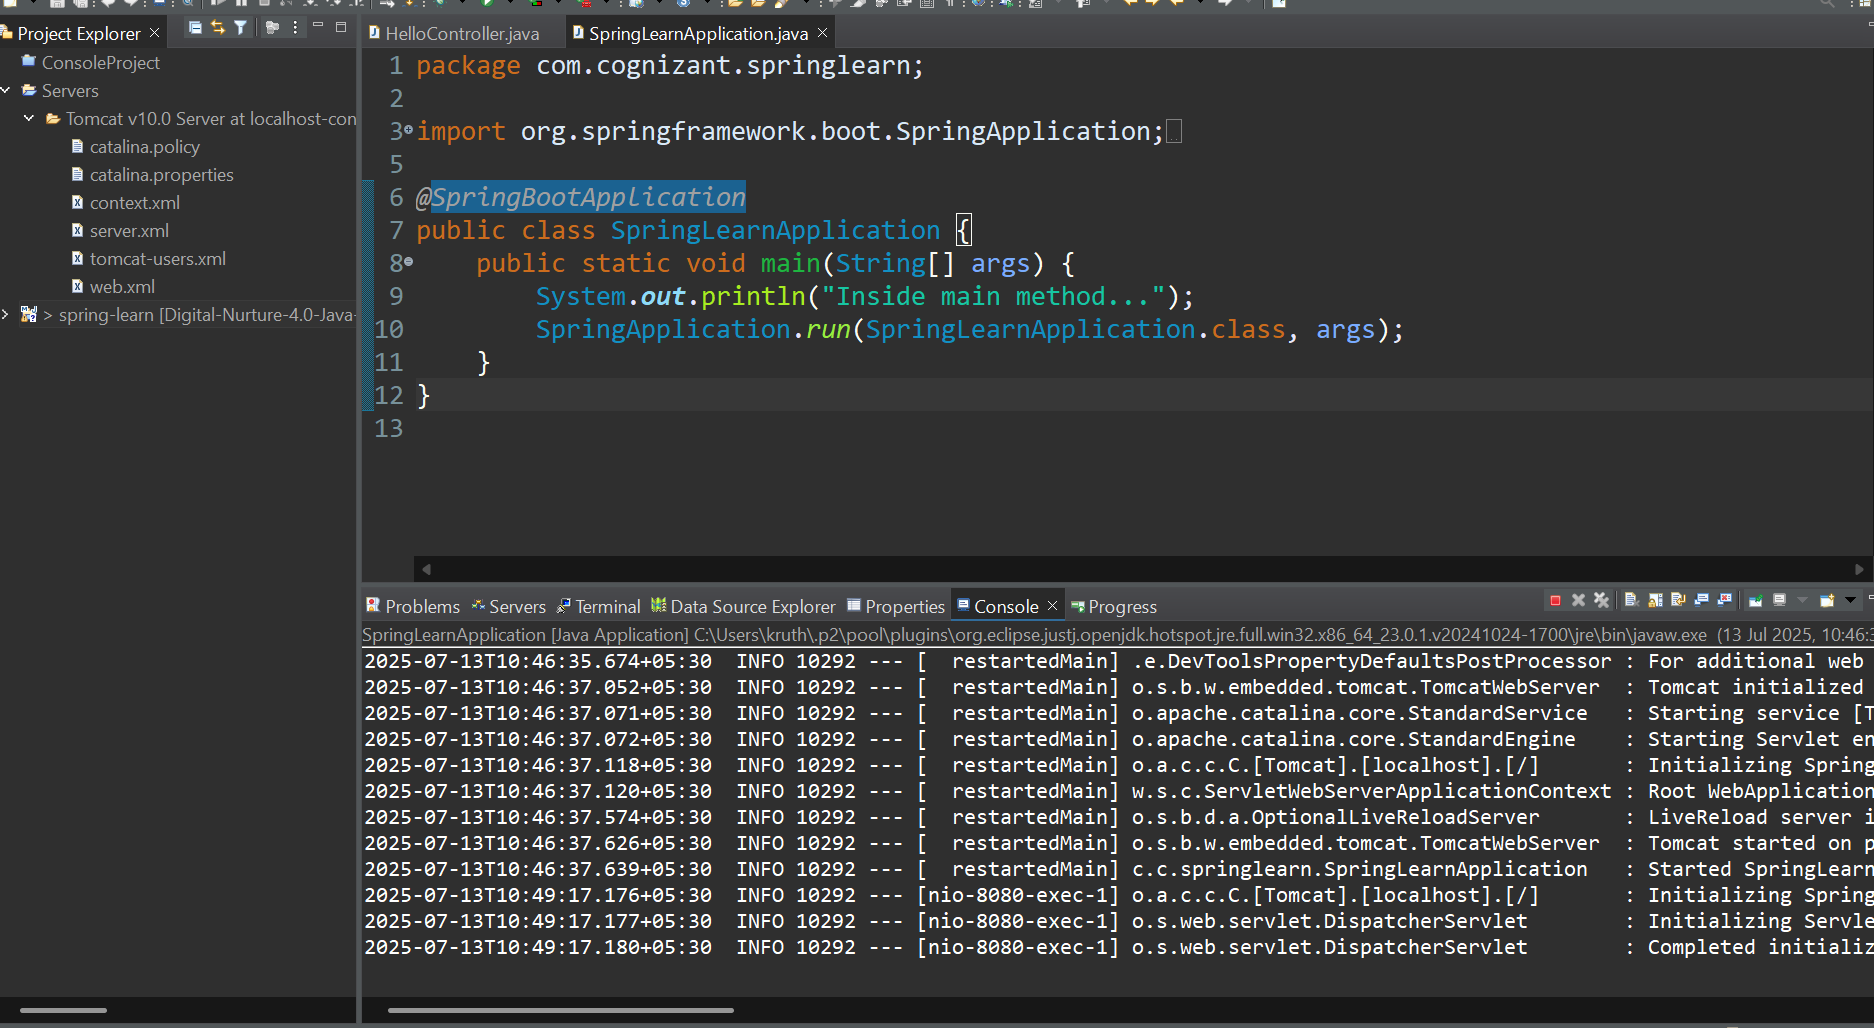 Project Explorer
ConsoleProject
Servers
Tomcat v10.0 Server at localhost-con
catalina.policy
catalina.properties
context.xml
server.xml
tomcat-users.xml
web.xml
> spring-learn [Digital-Nurture-4.0-Java-
HelloController.java
SpringLearnApplication.java
1 package com.cognizant.springlearn;
2
3 import org.springframework.boot.SpringApplication;
5
6 @SpringBootApplication
7 public class SpringLearnApplication {
8 public static void main(String[] args) {
9 System.out.println("Inside main method...");
10 SpringApplication.run(SpringLearnApplication.class, args);
11 }
12 }
13
Problems Servers Terminal Data Source Explorer Properties Console Progress
SpringLearnApplication [Java Application] C:\Users\kruth\.p2\pool\plugins\org.eclipse.justj.openjdk.hotspot.jre.full.win32.x86_64_23.0.1.v20241024-1700\jre\bin\javaw.exe (13 Jul 2025, 10:46:3
2025-07-13T10:46:35.674+05:30 INFO 10292 --- [ restartedMain] .e.DevToolsPropertyDefaultsPostProcessor : For additional web
2025-07-13T10:46:37.052+05:30 INFO 10292 --- [ restartedMain] o.s.b.w.embedded.tomcat.TomcatWebServer : Tomcat initialized
2025-07-13T10:46:37.071+05:30 INFO 10292 --- [ restartedMain] o.apache.catalina.core.StandardService : Starting service [T
2025-07-13T10:46:37.072+05:30 INFO 10292 --- [ restartedMain] o.apache.catalina.core.StandardEngine : Starting Servlet en
2025-07-13T10:46:37.118+05:30 INFO 10292 --- [ restartedMain] o.a.c.c.C.[Tomcat].[localhost].[/] : Initializing Spring
2025-07-13T10:46:37.120+05:30 INFO 10292 --- [ restartedMain] w.s.c.ServletWebServerApplicationContext : Root WebApplication
2025-07-13T10:46:37.574+05:30 INFO 10292 --- [ restartedMain] o.s.b.d.a.OptionalLiveReloadServer : LiveReload server i
2025-07-13T10:46:37.626+05:30 INFO 10292 --- [ restartedMain] o.s.b.w.embedded.tomcat.TomcatWebServer : Tomcat started on p
2025-07-13T10:46:37.639+05:30 INFO 10292 --- [ restartedMain] c.c.springlearn.SpringLearnApplication : Started SpringLearn
2025-07-13T10:49:17.176+05:30 INFO 10292 --- [nio-8080-exec-1] o.a.c.c.C.[Tomcat].[localhost].[/] : Initializing Spring
2025-07-13T10:49:17.177+05:30 INFO 10292 --- [nio-8080-exec-1] o.s.web.servlet.DispatcherServlet : Initializing Servle
2025-07-13T10:49:17.180+05:30 INFO 10292 --- [nio-8080-exec-1] o.s.web.servlet.DispatcherServlet : Completed initializ